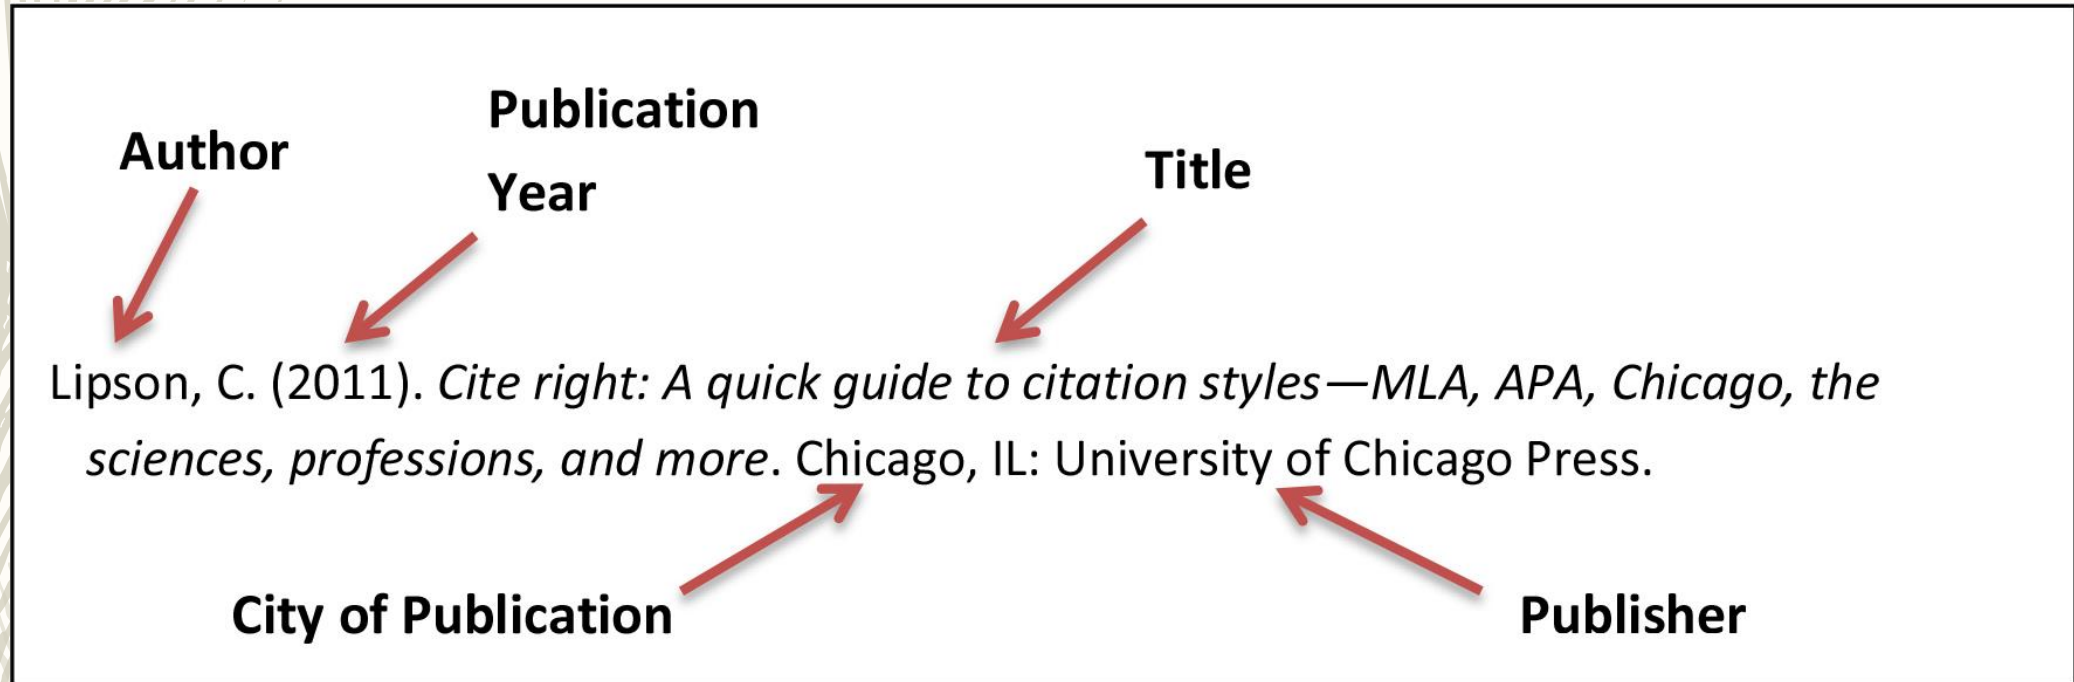 Author
Publication
Year
Title
Lipson, C. (2011). Cite right: A quick guide to citation styles—MLA, APA, Chicago, the
sciences, professions, and more. Chicago, IL: University of Chicago Press.
City of Publication
Publisher